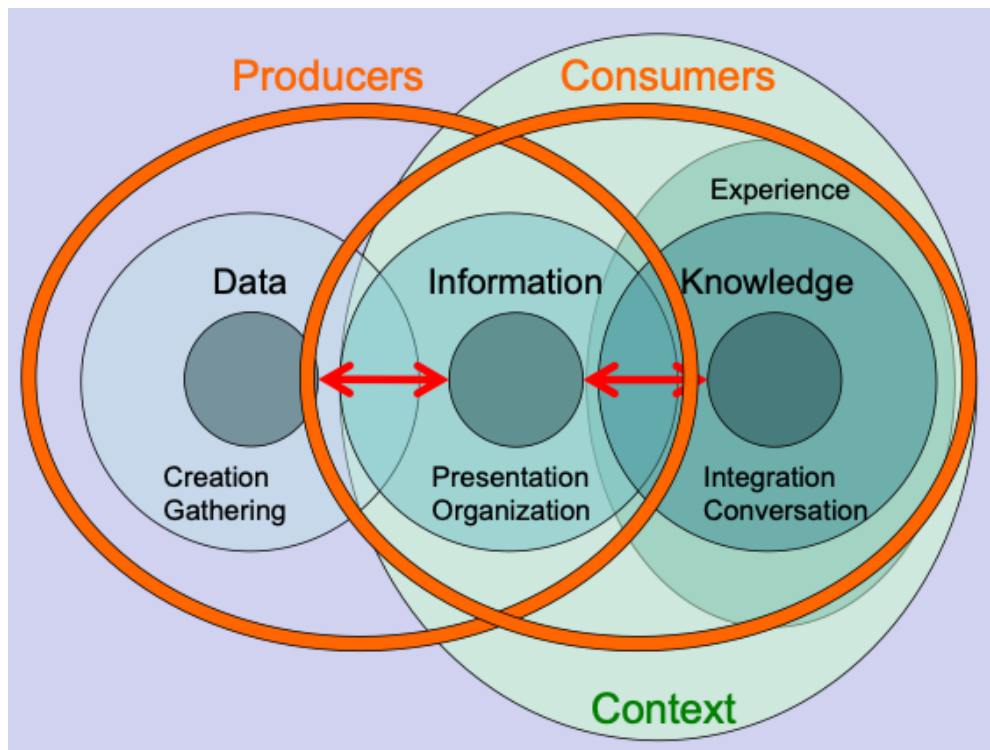 Producers
Consumers
Experience
Data
Information
Knowledge
Creation
Gathering
Presentation
Organization
Integration
Conversation
Context